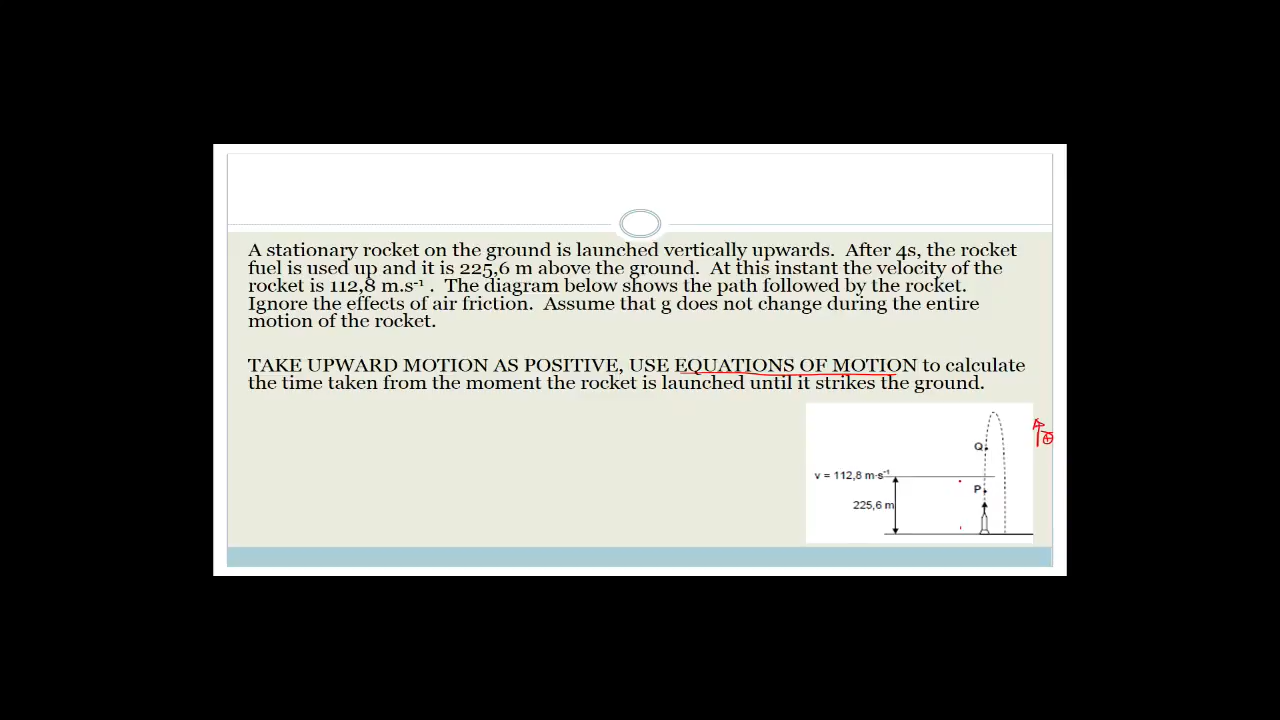 A stationary rocket on the ground is launched vertically upwards.  After 4s, the rocket
fuel is used up and it is 225,6 m above the ground.  At this instant the velocity of the
rocket is 112,8 m.s⁻¹ .  The diagram below shows the path followed by the rocket.
Ignore the effects of air friction.  Assume that g does not change during the entire
motion of the rocket.
TAKE UPWARD MOTION AS POSITIVE, USE EQUATIONS OF MOTION to calculate
the time taken from the moment the rocket is launched until it strikes the ground.
Q
v = 112,8 m·s⁻¹
P
225,6 m
↑⊕